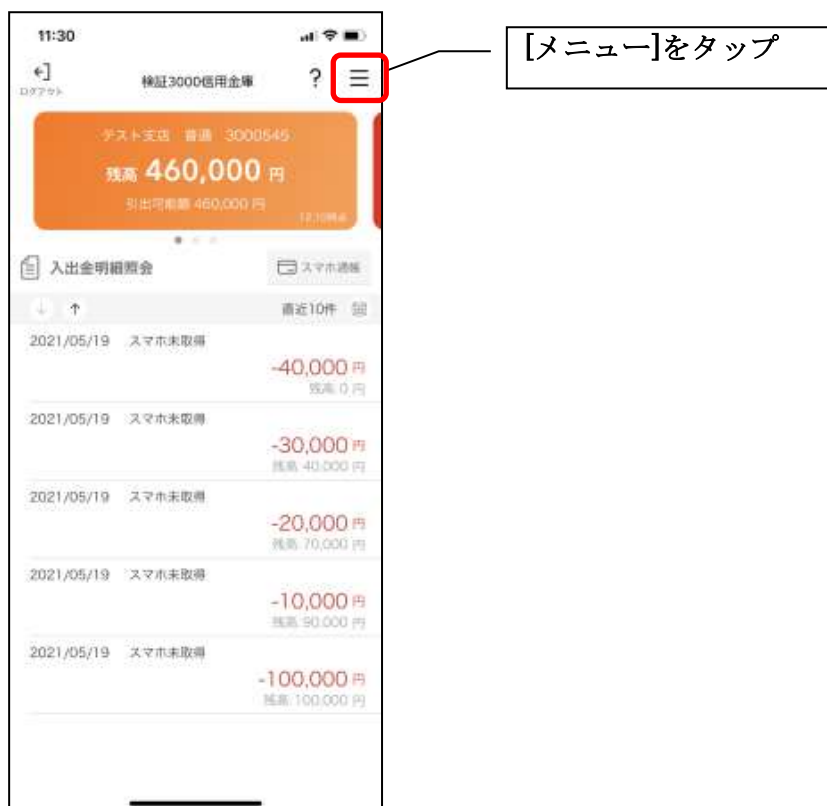 11:30
[メニュー]をタップ
ログアウト
検証3000信用金庫
?
テスト支店 普通 3000545
残高 460,000 円
引出可能額 460,000 円
12:10時点
入出金明細照会
スマホ通帳
↓ ↑
直近10件
2021/05/19 スマホ未取得
-40,000 円
残高 0 円
2021/05/19 スマホ未取得
-30,000 円
残高 40,000 円
2021/05/19 スマホ未取得
-20,000 円
残高 70,000 円
2021/05/19 スマホ未取得
-10,000 円
残高 90,000 円
2021/05/19 スマホ未取得
-100,000 円
残高 100,000 円